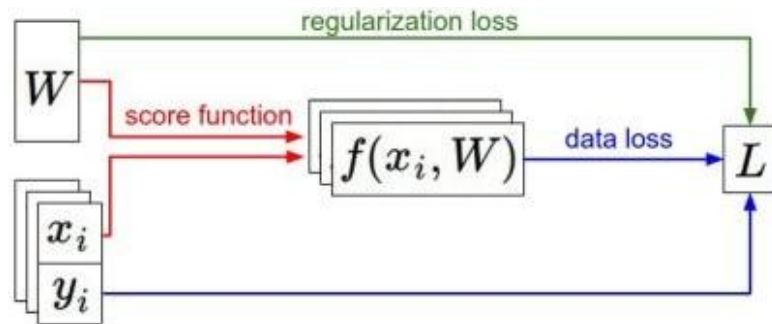 regularization loss
W
score function
f(x_i, W)
data loss
L
x_i
y_i